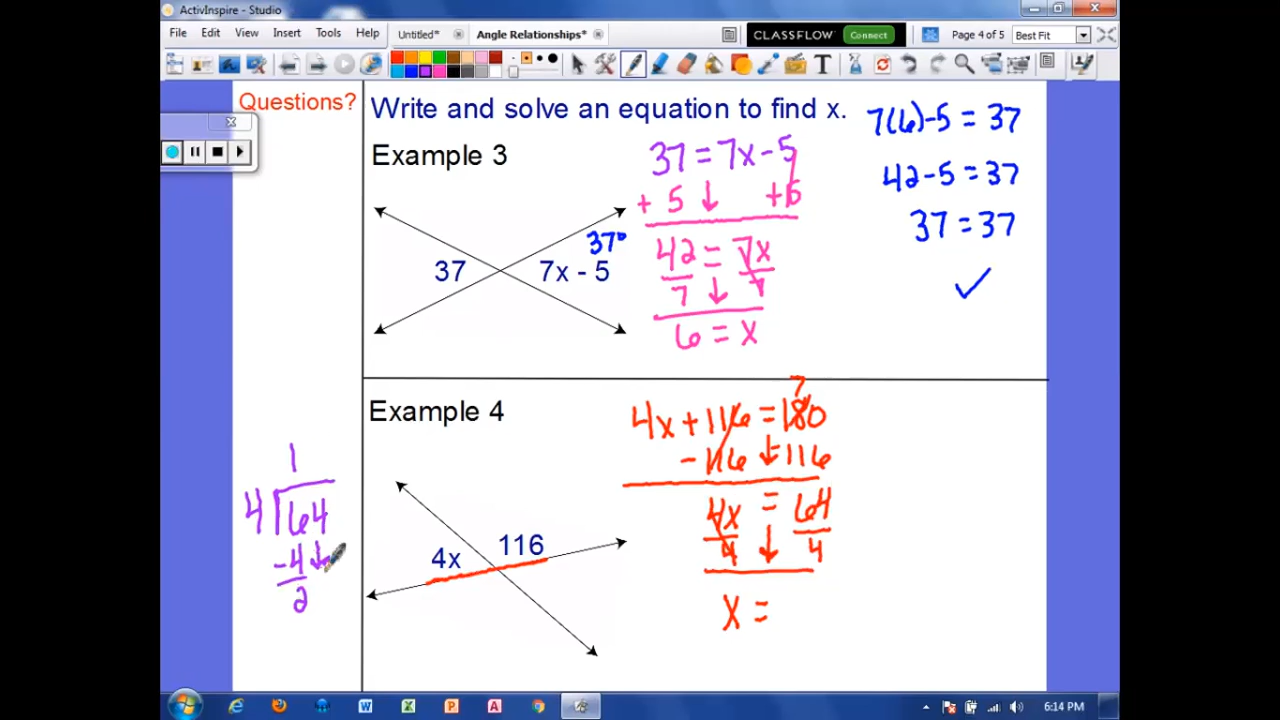 ActivInspire - Studio
File Edit View Insert Tools Help
Untitled* Angle Relationships* CLASSFLOW Connect Page 4 of 5 Best Fit
Questions?
Write and solve an equation to find x.
Example 3
37
7x - 5
37°
37 = 7x - 5
+ 5 ↓ + 5
42 = 7x
7 ↓ 7
6 = x
7(6) - 5 = 37
42 - 5 = 37
37 = 37
✓
Example 4
4x
116
7
4x + 116 = 180
- 116 ↓ - 116
4x = 64
4 ↓ 4
x =
1
4 64
- 4 ↓
2
6:14 PM